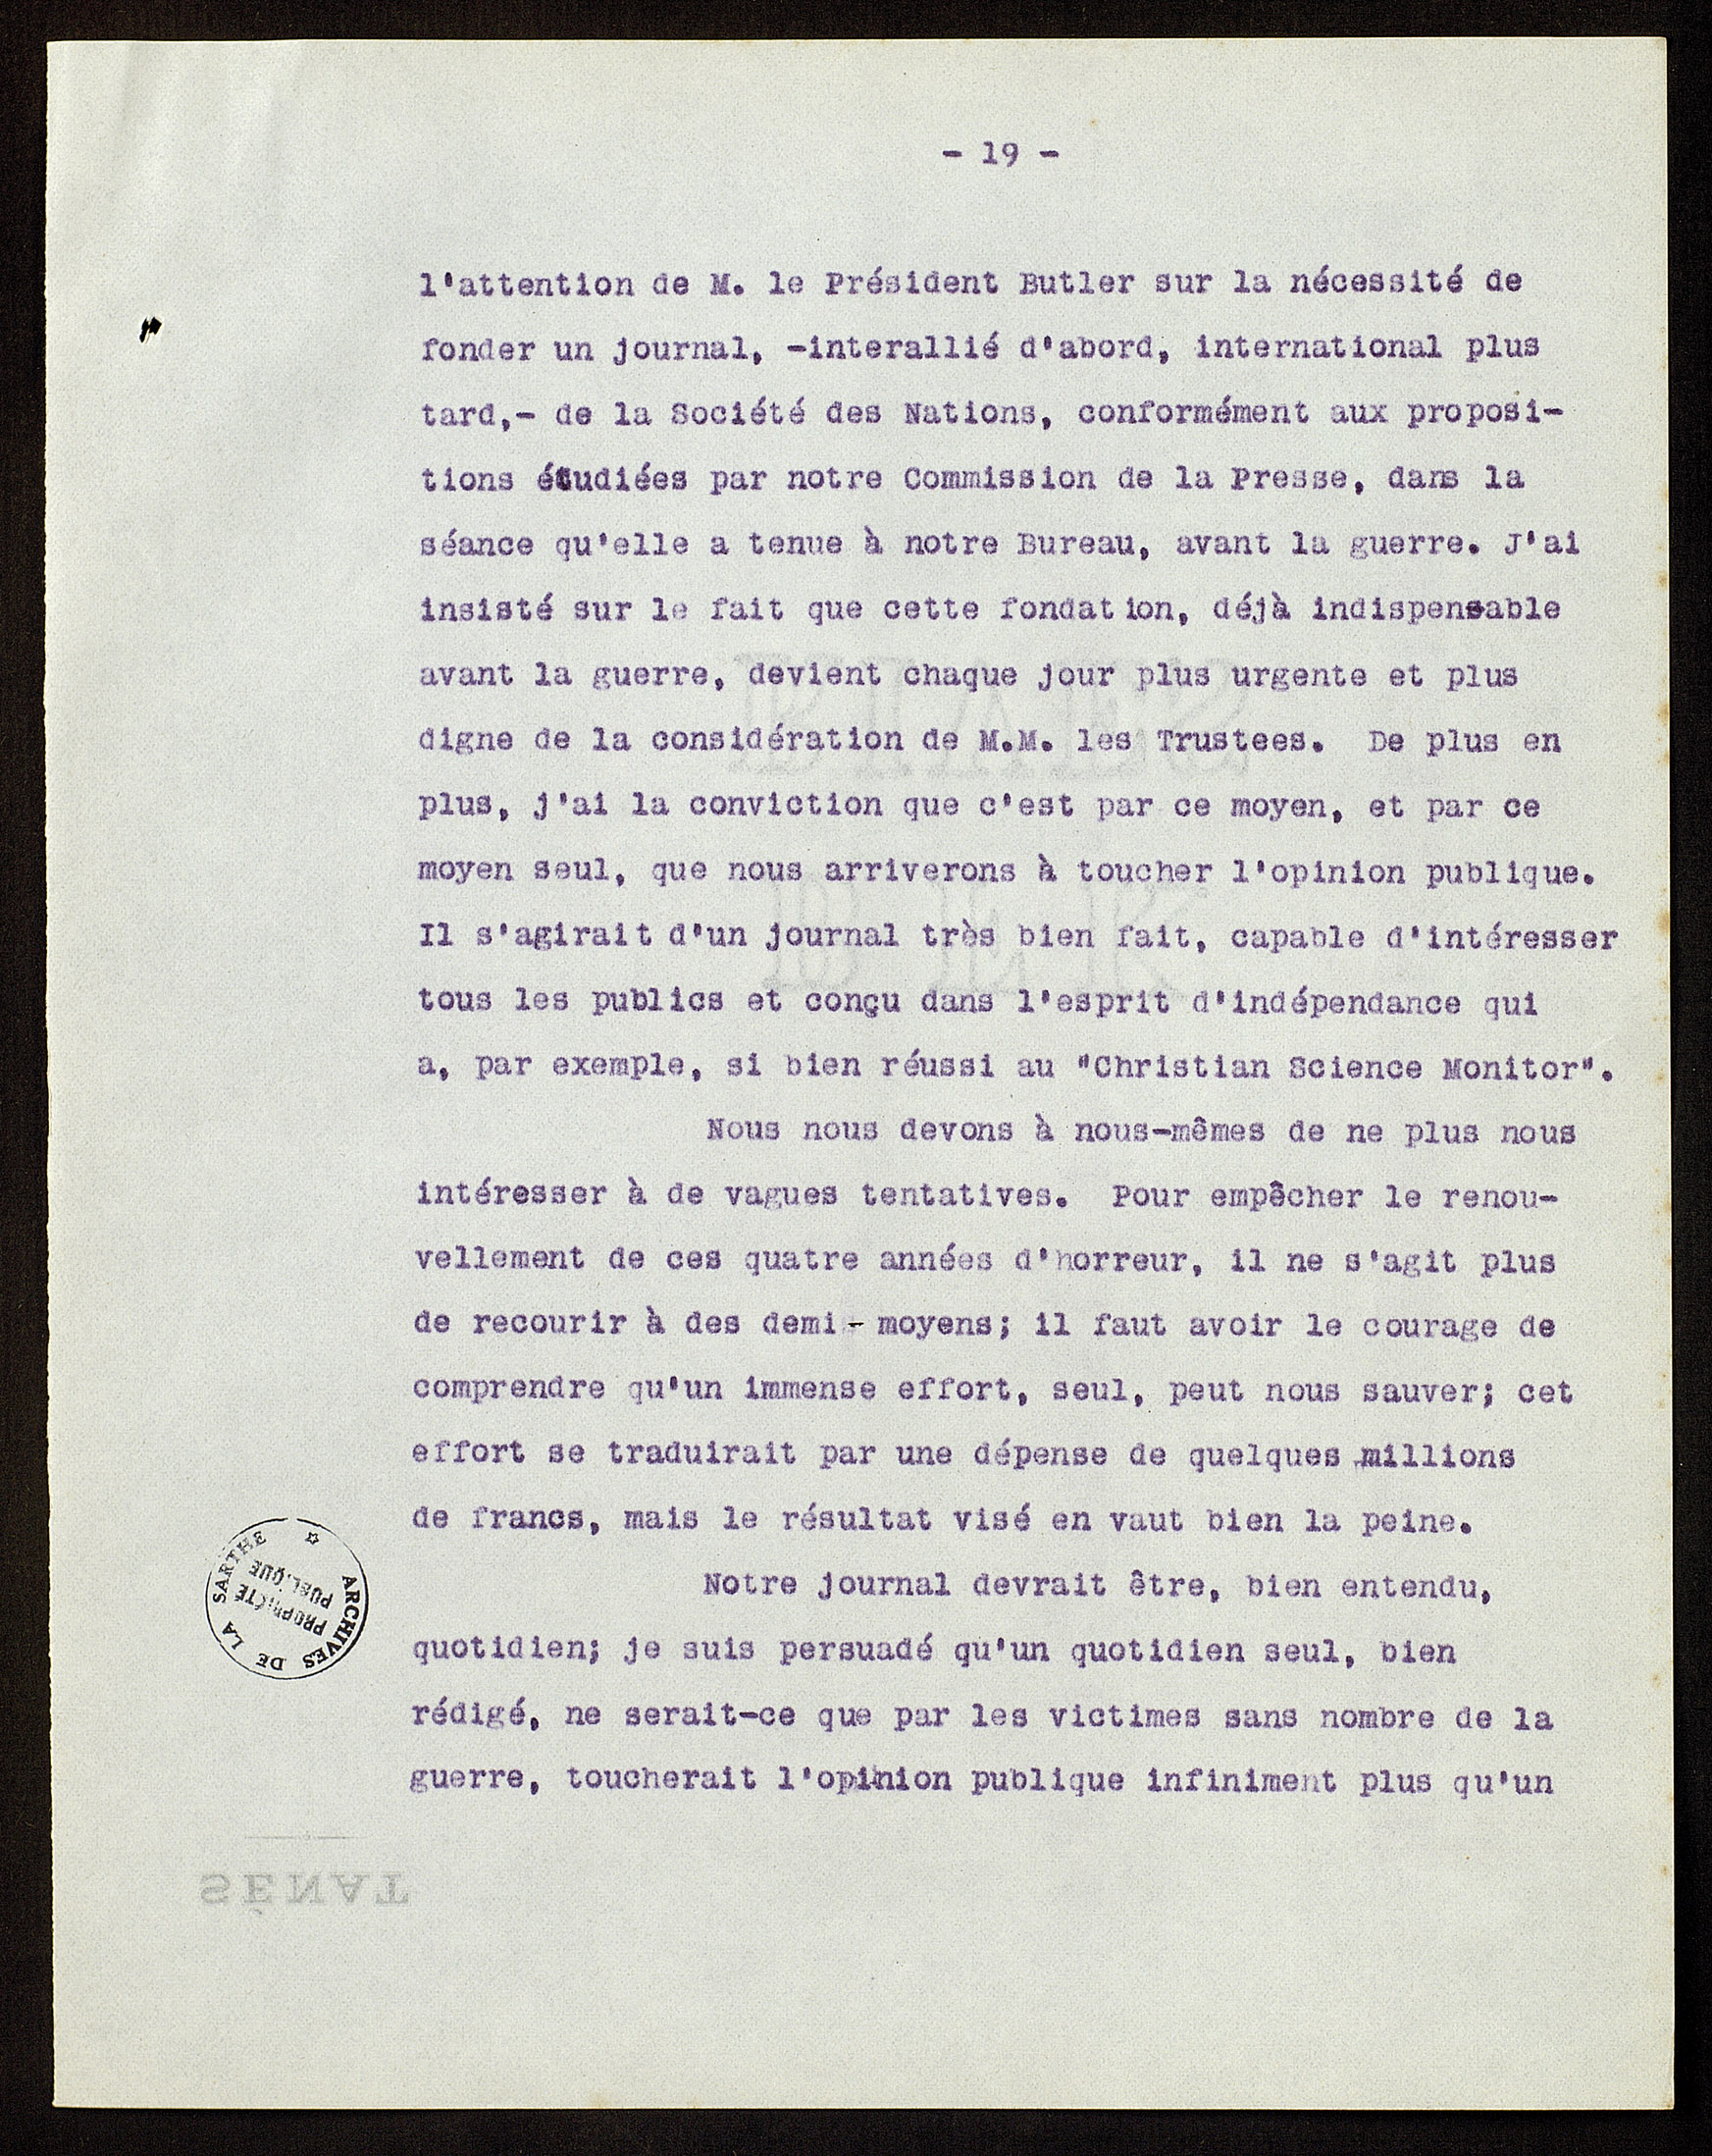 - 19 -
l'attention de M. le Président Butler sur la nécessité de
fonder un journal, -interallié d'abord, international plus
tard,- de la Société des Nations, conformément aux proposi-
tions étudiées par notre Commission de la Presse, dans la
séance qu'elle a tenue à notre Bureau, avant la guerre. J'ai
insisté sur le fait que cette fondation, déjà indispensable
avant la guerre, devient chaque jour plus urgente et plus
digne de la considération de M.M. les Trustees. De plus en
plus, j'ai la conviction que c'est par ce moyen, et par ce
moyen seul, que nous arriverons à toucher l'opinion publique.
Il s'agirait d'un journal très bien fait, capable d'intéresser
tous les publics et conçu dans l'esprit d'indépendance qui
a, par exemple, si bien réussi au "Christian Science Monitor".
Nous nous devons à nous-mêmes de ne plus nous
intéresser à de vagues tentatives. Pour empêcher le renou-
vellement de ces quatre années d'horreur, il ne s'agit plus
de recourir à des demi - moyens; il faut avoir le courage de
comprendre qu'un immense effort, seul, peut nous sauver; cet
effort se traduirait par une dépense de quelques millions
de francs, mais le résultat visé en vaut bien la peine.
Notre journal devrait être, bien entendu,
quotidien; je suis persuadé qu'un quotidien seul, bien
rédigé, ne serait-ce que par les victimes sans nombre de la
guerre, toucherait l'opinion publique infiniment plus qu'un
ARCHIVES DE LA SARTHE
PROPRIÉTÉ
PUBLIQUE
SÉNAT